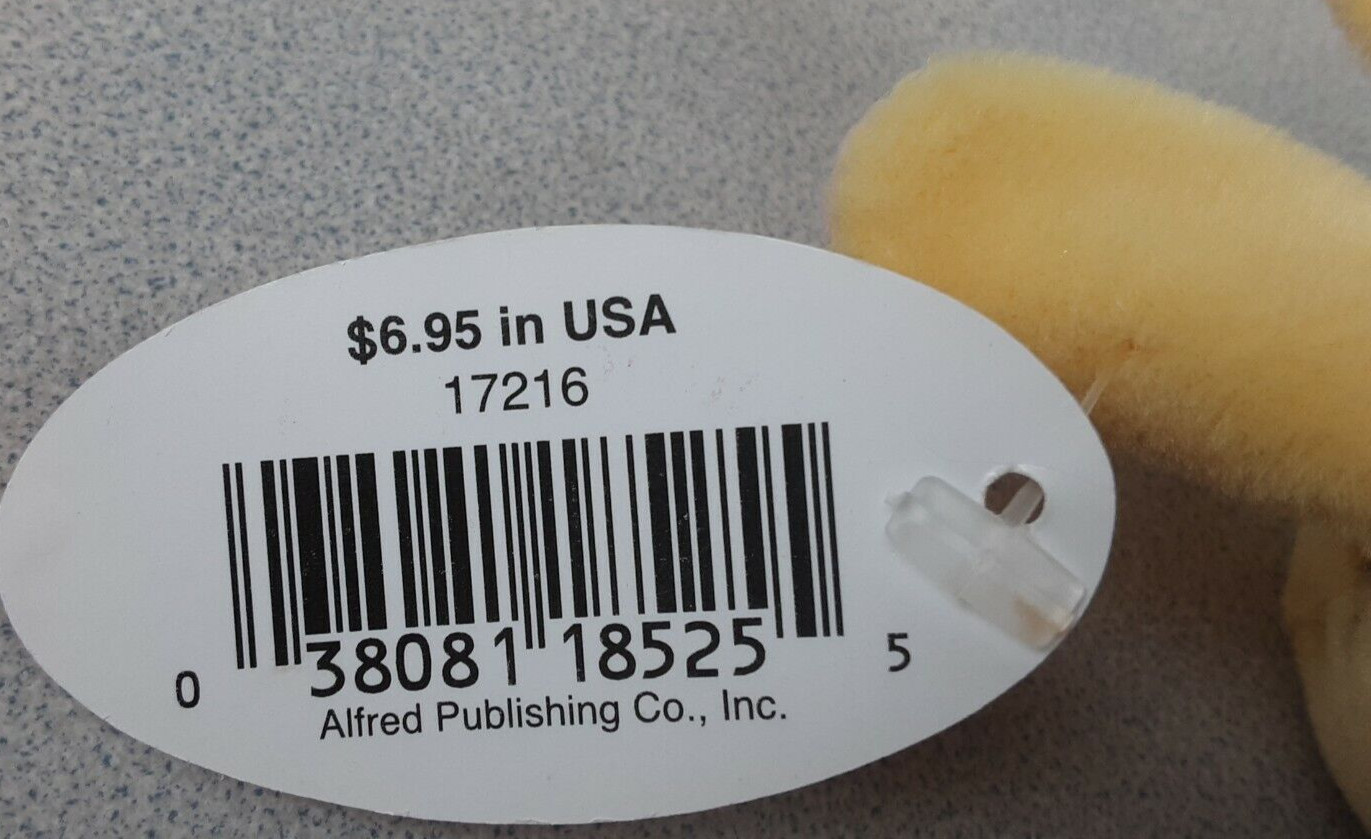 $6.95 in USA
17216
0 38081 18525 5
Alfred Publishing Co., Inc.